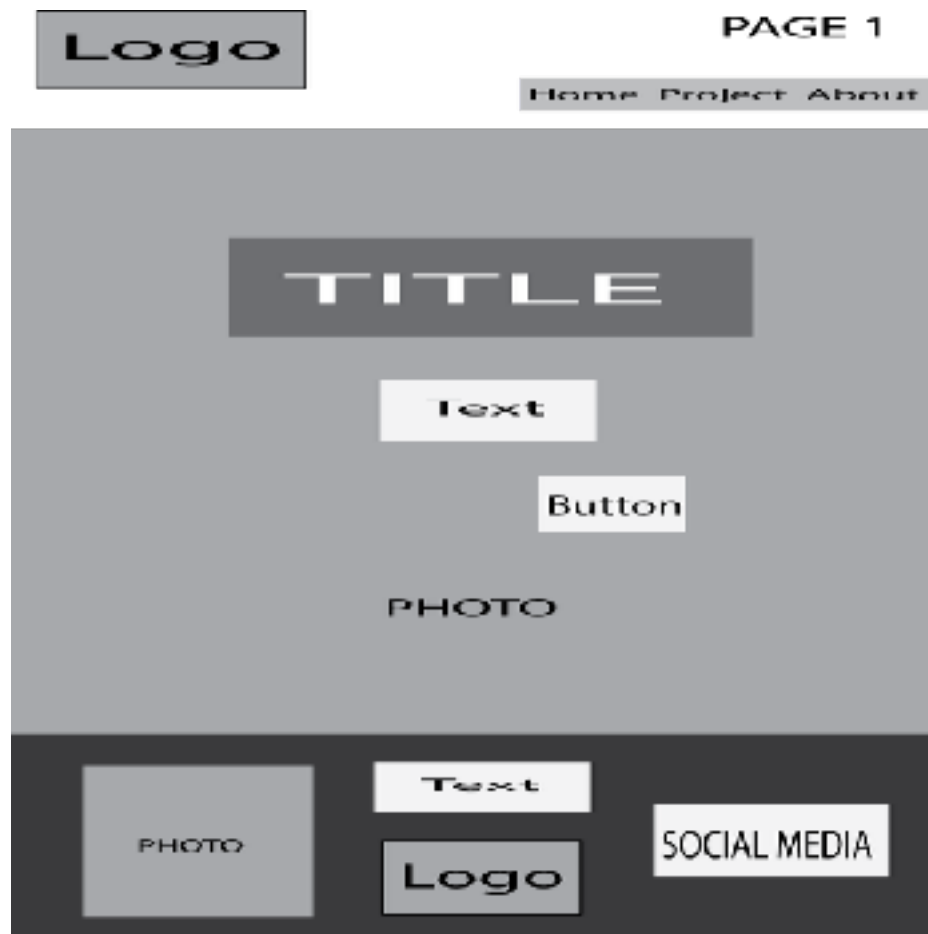 Logo
PAGE 1
Home Project About
TITLE
Text
Button
PHOTO
PHOTO
Text
Logo
SOCIAL MEDIA